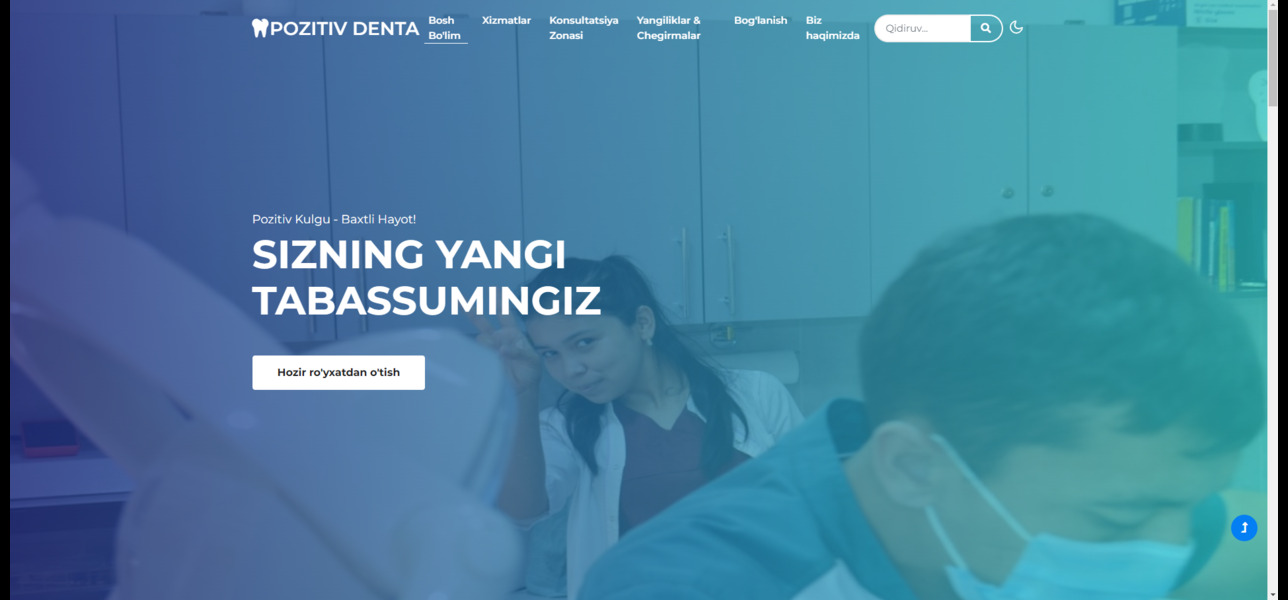 POZITIV DENTA
Bosh
Bo'lim
Xizmatlar
Konsultatsiya
Zonasi
Yangiliklar &
Chegirmalar
Bog'lanish
Biz
haqimizda
Qidiruv...
Pozitiv Kulgu - Baxtli Hayot!
SIZNING YANGI
TABASSUMINGIZ
Hozir ro'yxatdan o'tish